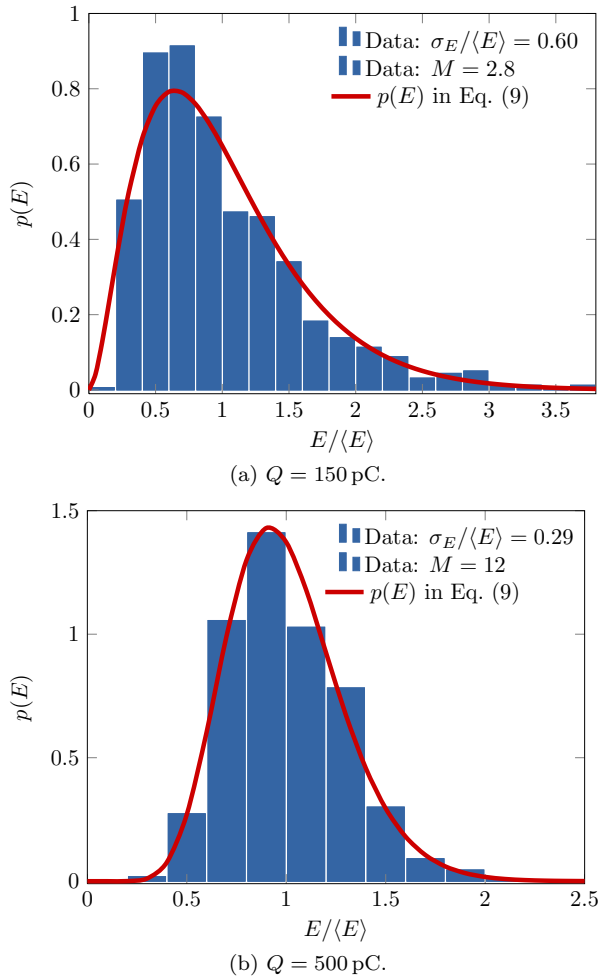 1
0.8
0.6
0.4
0.2
0
p(E)
Data: σ_E/⟨E⟩ = 0.60
Data: M = 2.8
p(E) in Eq. (9)
0 0.5 1 1.5 2 2.5 3 3.5
E/⟨E⟩
(a) Q = 150 pC.
1.5
1
0.5
0
p(E)
Data: σ_E/⟨E⟩ = 0.29
Data: M = 12
p(E) in Eq. (9)
0 0.5 1 1.5 2 2.5
E/⟨E⟩
(b) Q = 500 pC.